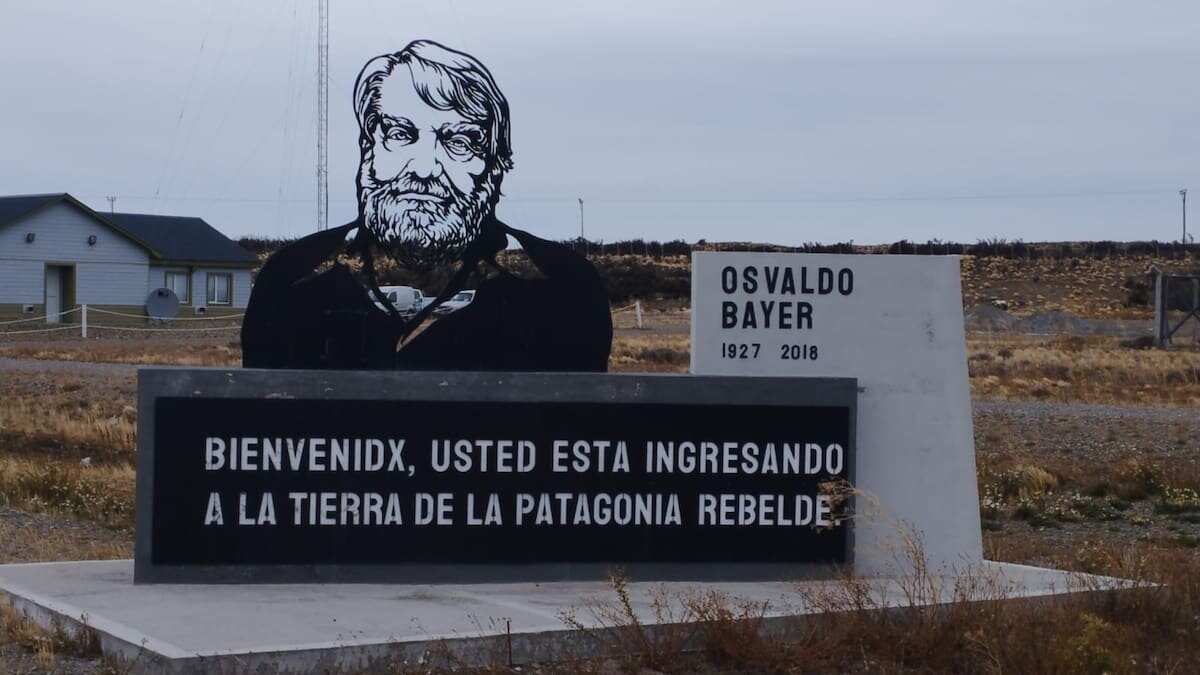 OSVALDO
BAYER
1927 2018
BIENVENIDX, USTED ESTA INGRESANDO
A LA TIERRA DE LA PATAGONIA REBELDE